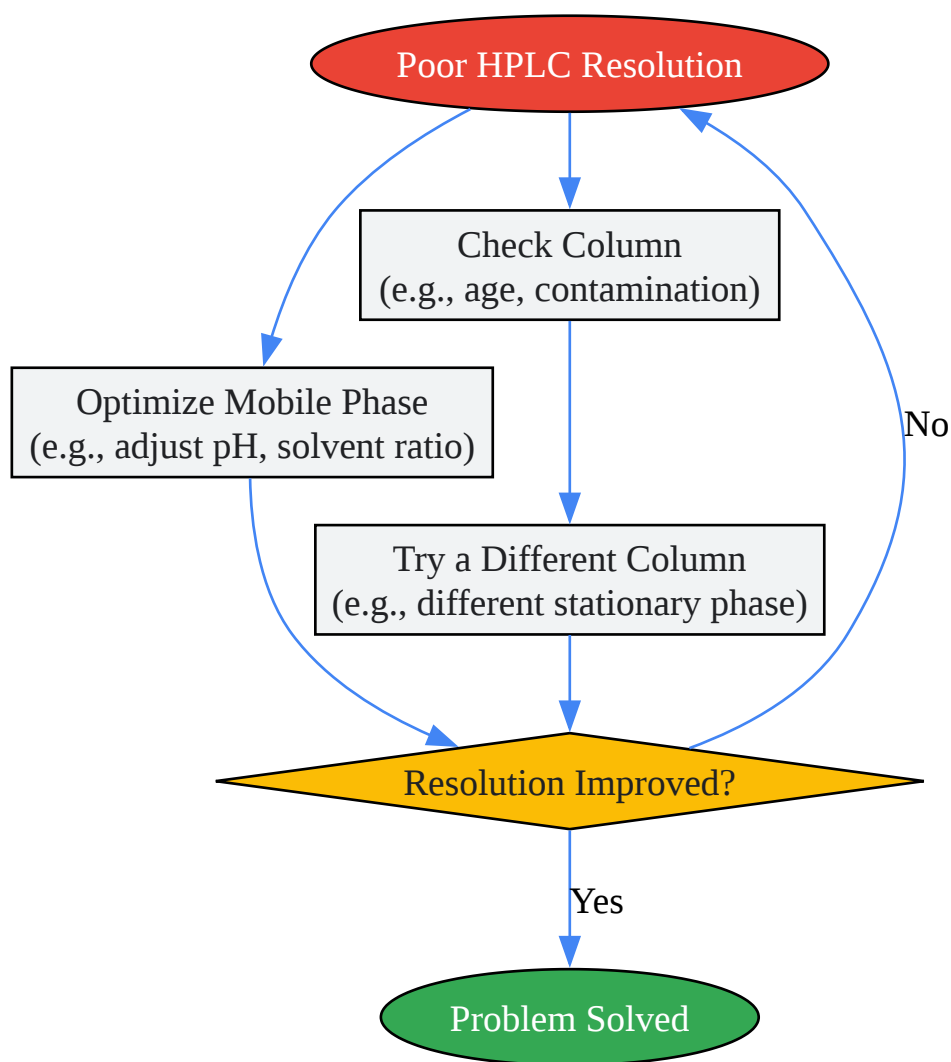 Poor HPLC Resolution
Check Column
(e.g., age, contamination)
Optimize Mobile Phase
(e.g., adjust pH, solvent ratio)
No
Try a Different Column
(e.g., different stationary phase)
Resolution Improved?
Yes
Problem Solved